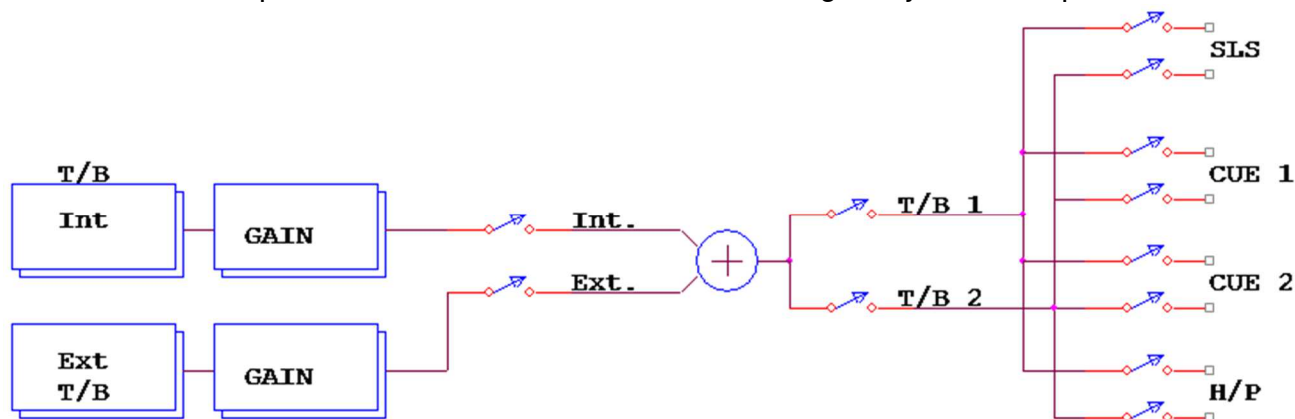 SLS
T/B
Int
GAIN
Int.
T/B 1
CUE 1
Ext.
T/B 2
CUE 2
Ext
T/B
GAIN
H/P